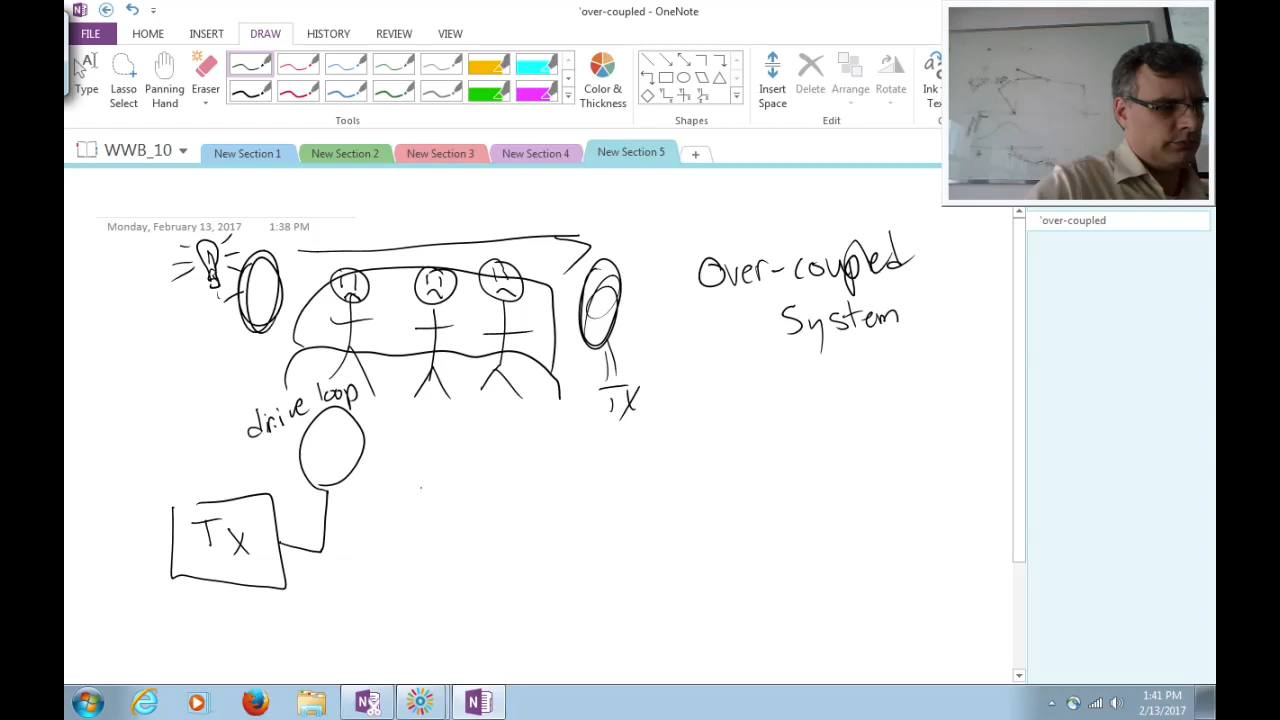 'over-coupled - OneNote
FILE HOME INSERT DRAW HISTORY REVIEW VIEW
Type
Lasso Select
Panning Hand
Eraser
Color & Thickness
Insert Space
Delete
Arrange
Rotate
Ink to
Tools
Shapes
Edit
WWB_10
New Section 1
New Section 2
New Section 3
New Section 4
New Section 5
'over-coupled
Monday, February 13, 2017 1:38 PM
Over-coupled
System
TX
drive loop
TX
1:41 PM
2/13/2017